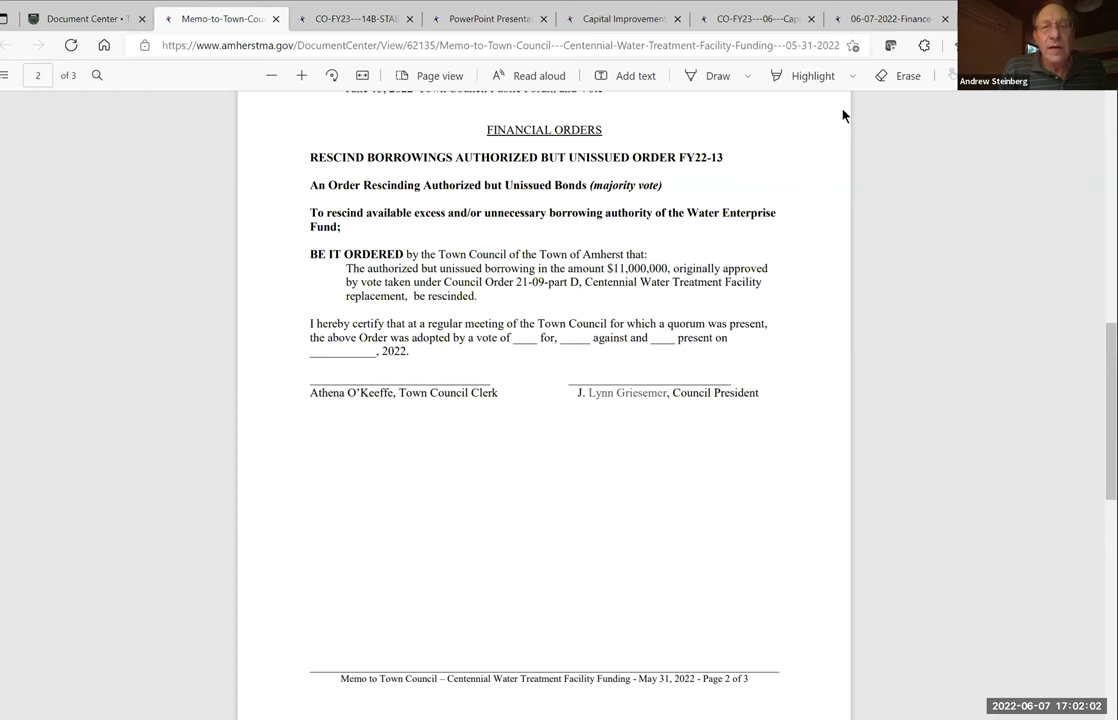 Document Center • T
Memo-to-Town-Cou
CO-FY23---14B-STAB
PowerPoint Presenta
Capital Improvement
CO-FY23---06---Cap
06-07-2022-Finance-
https://www.amherstma.gov/DocumentCenter/View/62135/Memo-to-Town-Council---Centennial-Water-Treatment-Facility-Funding---05-31-2022
2 of 3
Page view
Read aloud
Add text
Draw
Highlight
Erase
Andrew Steinberg
FINANCIAL ORDERS
RESCIND BORROWINGS AUTHORIZED BUT UNISSUED ORDER FY22-13
An Order Rescinding Authorized but Unissued Bonds (majority vote)
To rescind available excess and/or unnecessary borrowing authority of the Water Enterprise
Fund;
BE IT ORDERED by the Town Council of the Town of Amherst that:
The authorized but unissued borrowing in the amount $11,000,000, originally approved
by vote taken under Council Order 21-09-part D, Centennial Water Treatment Facility
replacement, be rescinded.
I hereby certify that at a regular meeting of the Town Council for which a quorum was present,
the above Order was adopted by a vote of ____ for, _____ against and ____ present on
___________, 2022.
Athena O'Keeffe, Town Council Clerk
J. Lynn Griesemer, Council President
Memo to Town Council – Centennial Water Treatment Facility Funding - May 31, 2022 - Page 2 of 3
2022-06-07 17:02:02